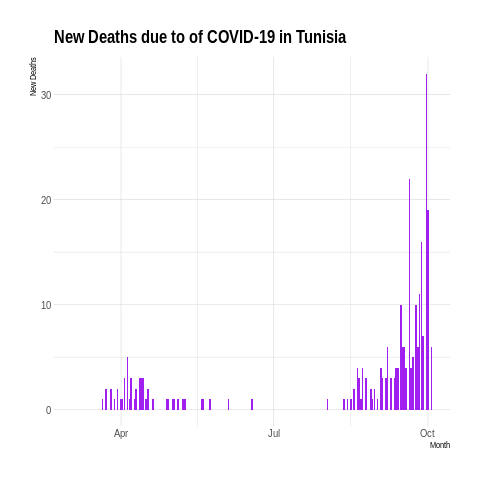 New Deaths due to of COVID-19 in Tunisia
New Deaths
30
20
10
0
Apr
Jul
Oct
Month